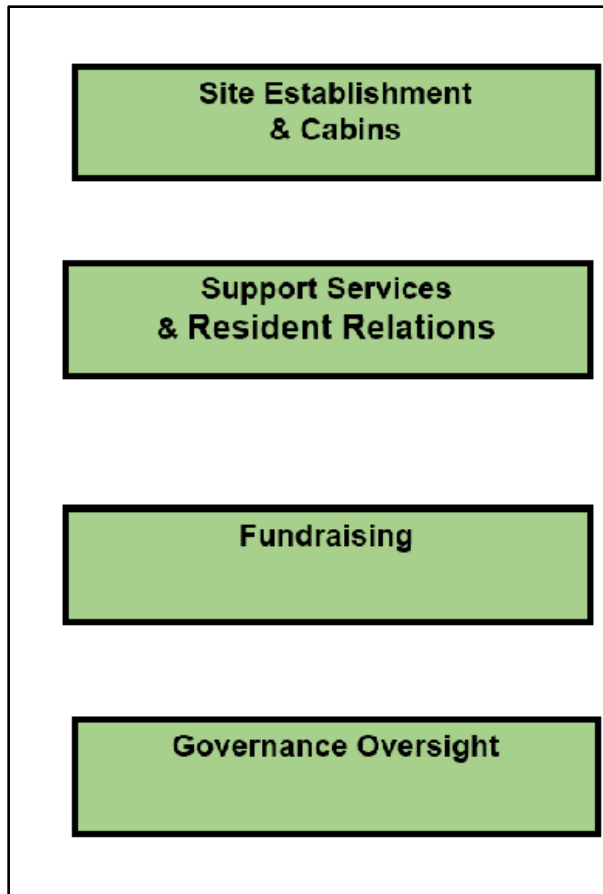 Site Establishment
& Cabins
Support Services
& Resident Relations
Fundraising
Governance Oversight